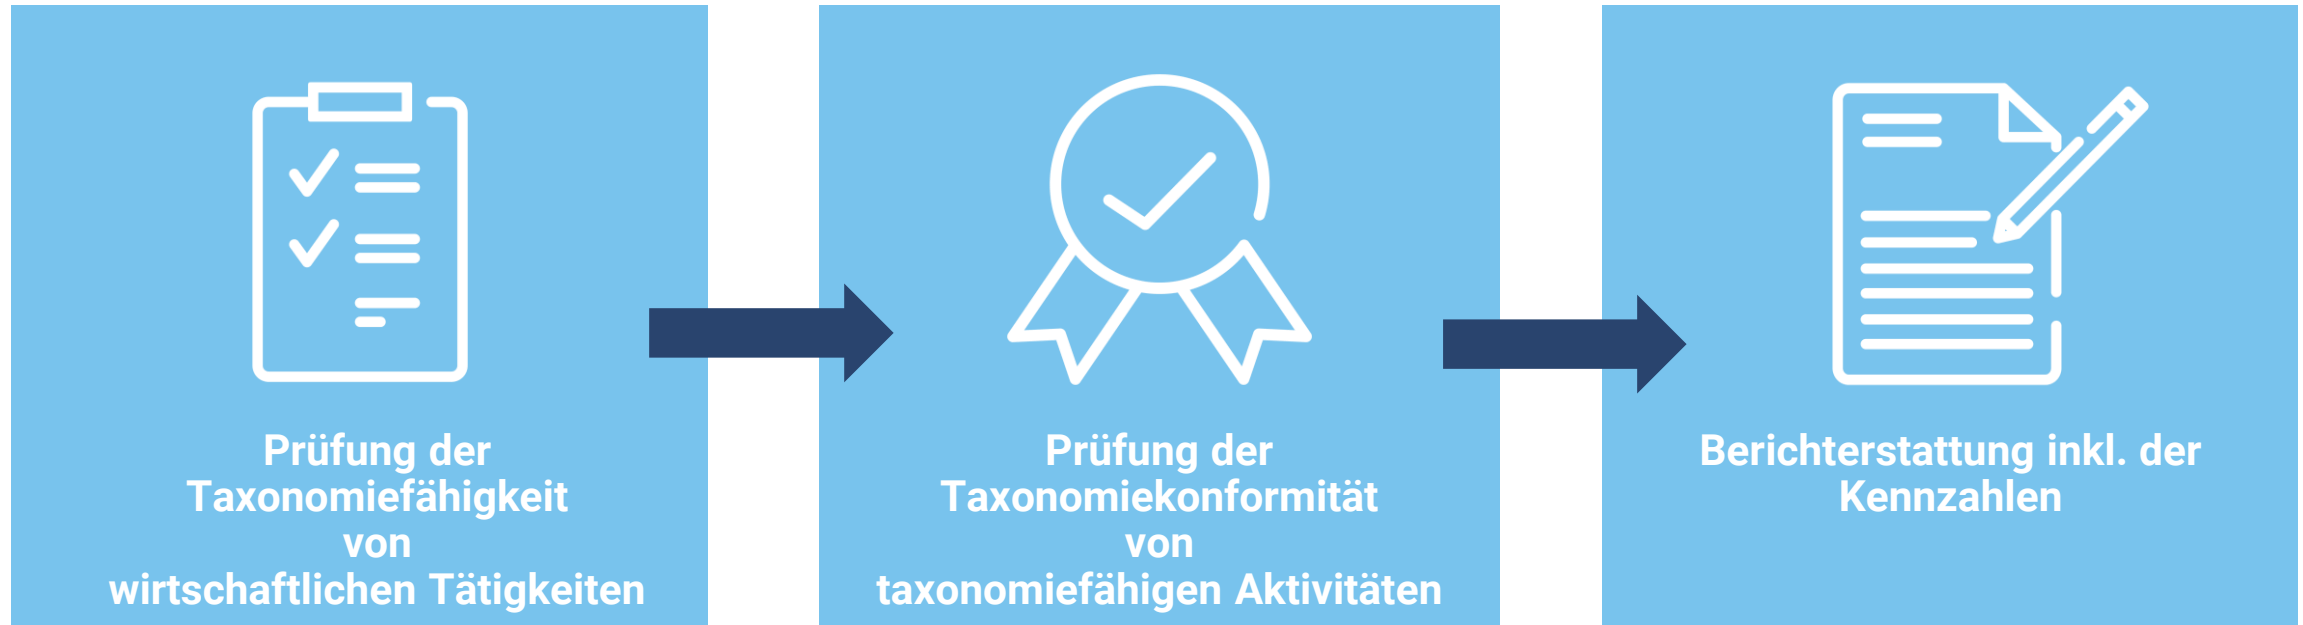 Prüfung der
Taxonomiefähigkeit
von
wirtschaftlichen Tätigkeiten
Prüfung der
Taxonomiekonformität
von
taxonomiefähigen Aktivitäten
Berichterstattung inkl. der
Kennzahlen